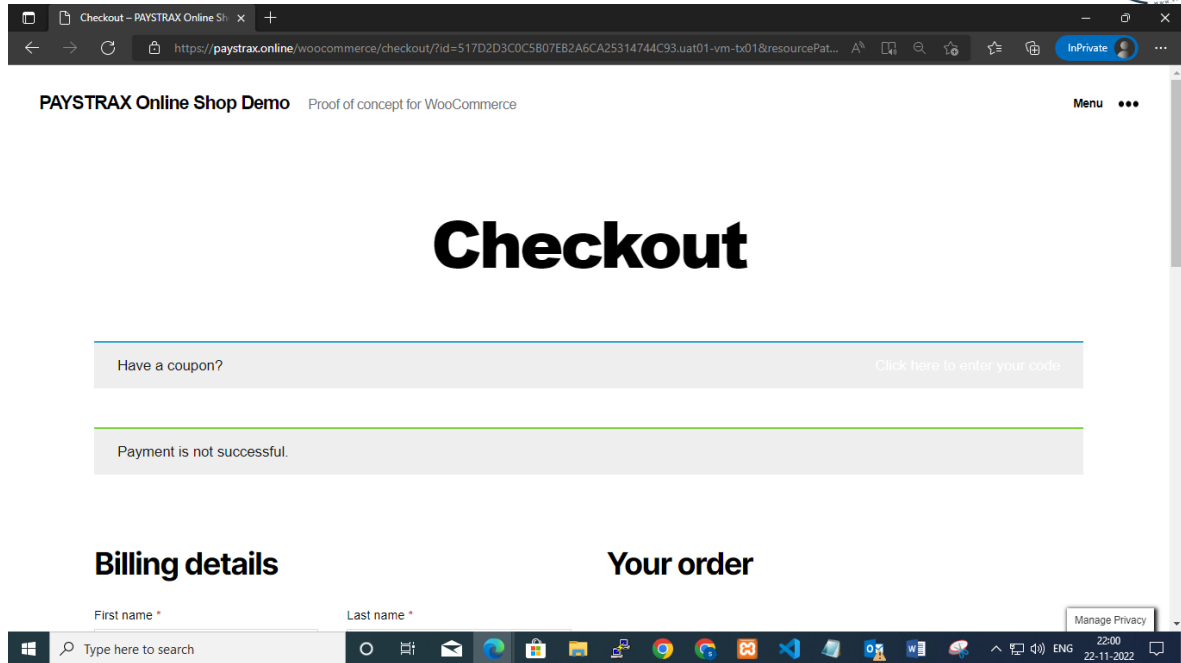 Checkout – PAYSTRAX Online Sh
https://paystrax.online/woocommerce/checkout/?id=517D2D3C0C5B07EB2A6CA25314744C93.uat01-vm-tx01&resourcePat...
InPrivate
PAYSTRAX Online Shop Demo Proof of concept for WooCommerce Menu
Checkout
Have a coupon? Click here to enter your code
Payment is not successful.
Billing details Your order
First name * Last name *
Manage Privacy
Type here to search
ENG
22:00
22-11-2022